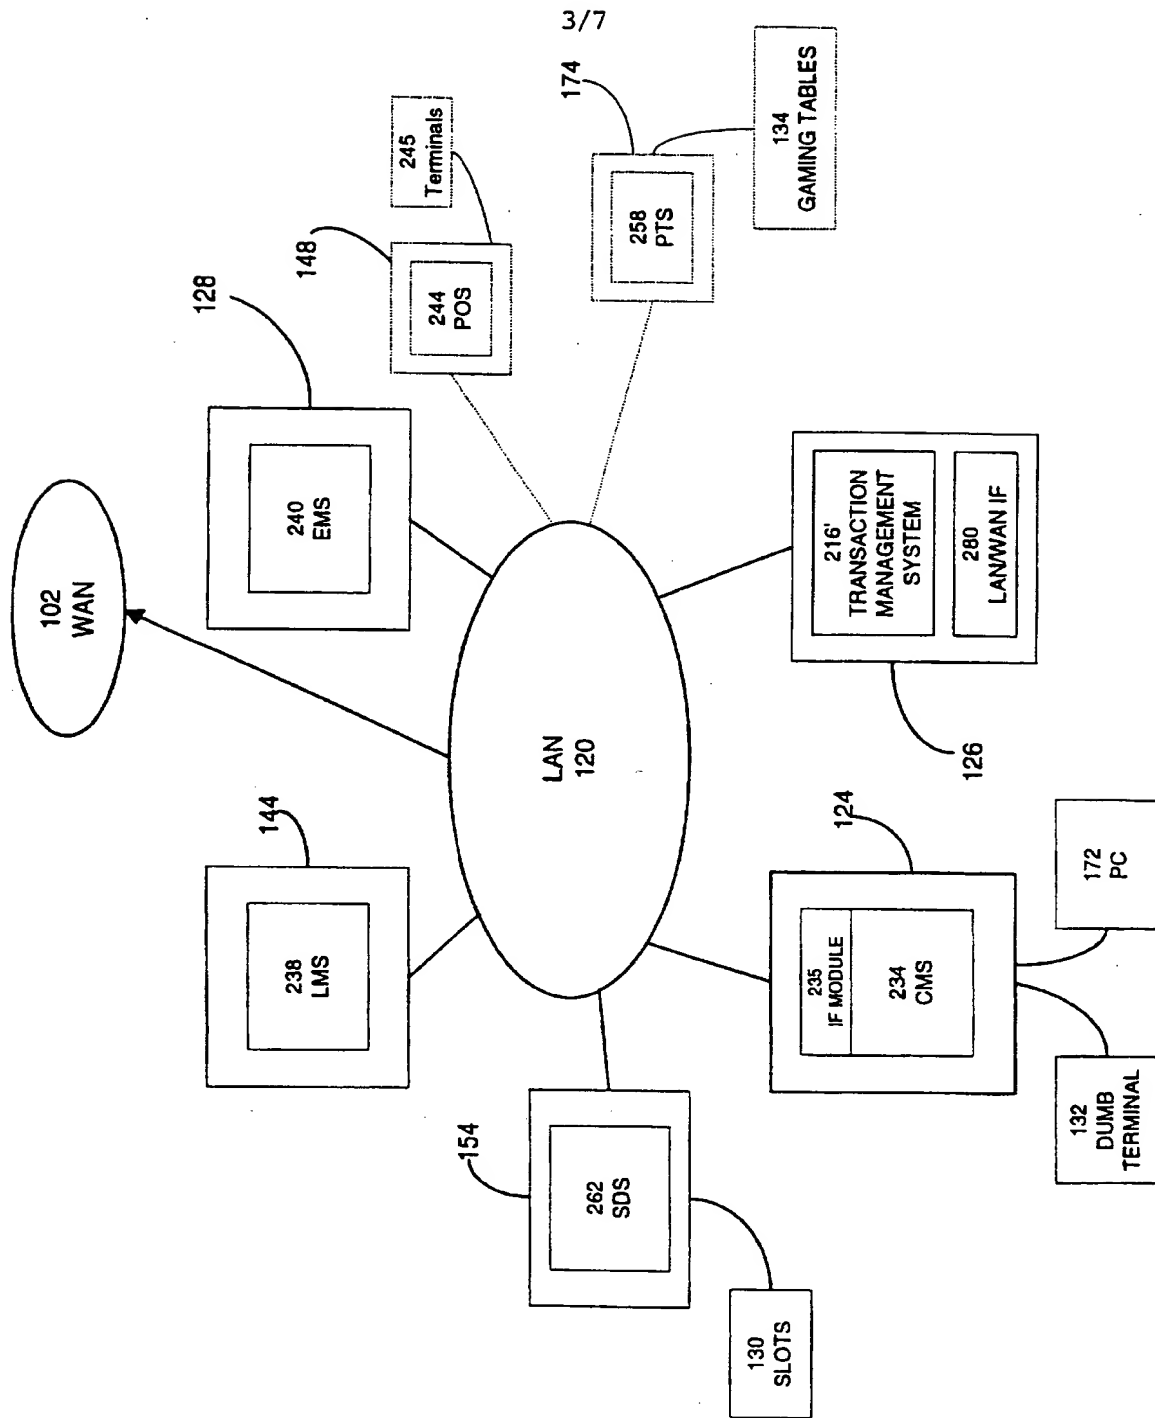 3/7
102
WAN
144
238
LMS
128
240
EMS
148
244
POS
245
Terminals
174
258
PTS
134
GAMING TABLES
LAN
120
154
262
SDS
130
SLOTS
124
235
IF MODULE
234
CMS
132
DUMB
TERMINAL
172
PC
126
216'
TRANSACTION
MANAGEMENT
SYSTEM
280
LAN/WAN IF